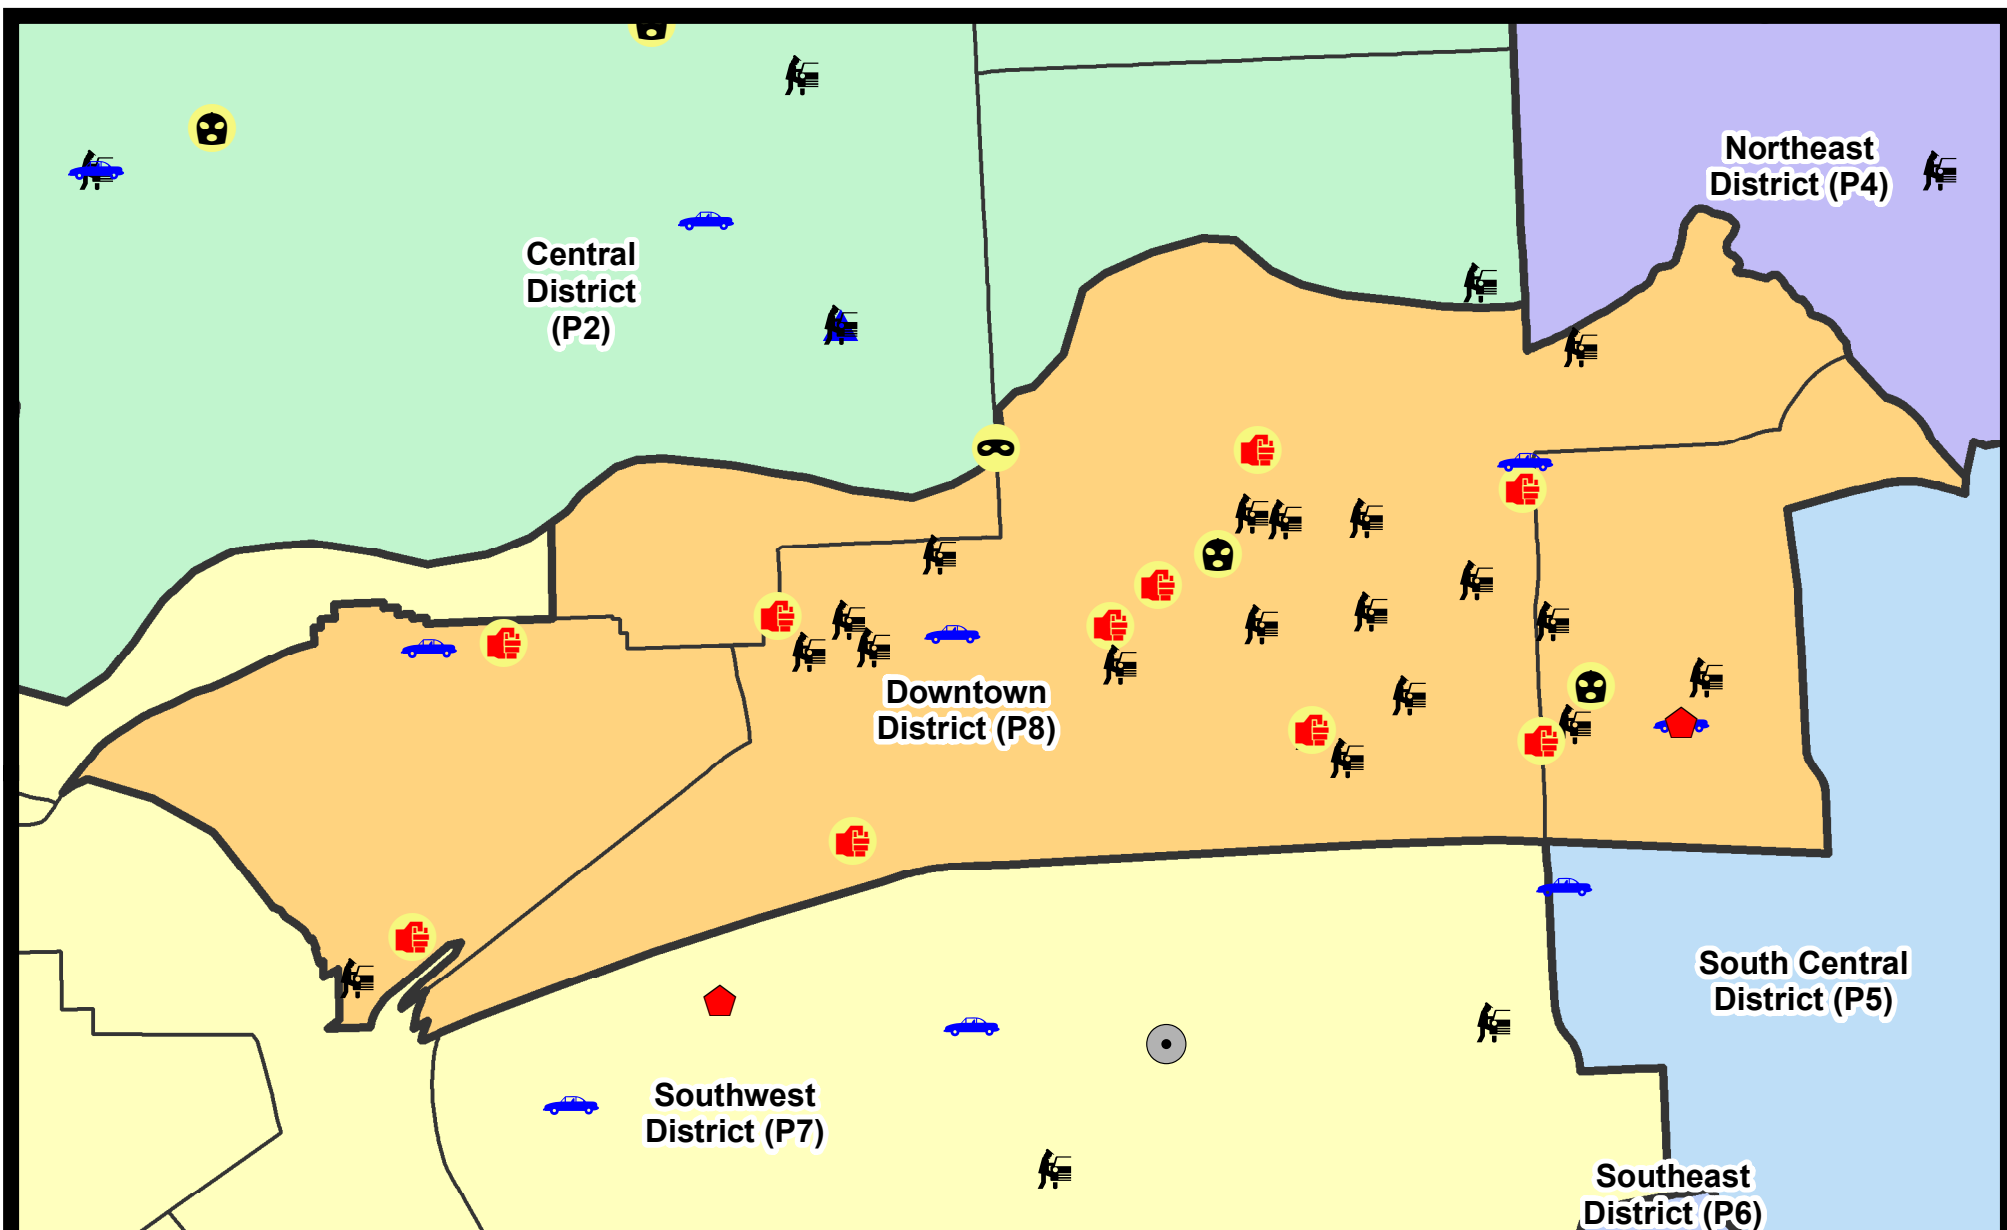 Northeast
District (P4)
Central
District
(P2)
Downtown
District (P8)
South Central
District (P5)
Southwest
District (P7)
Southeast
District (P6)